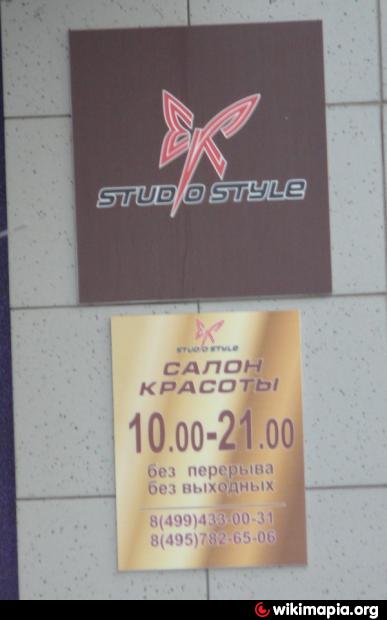 STUDIO STYLE
STUDIO STYLE
САЛОН
КРАСОТЫ
10.00-21.00
без перерыва
без выходных
8(499)433-00-31
8(495)782-65-06
wikimapia.org